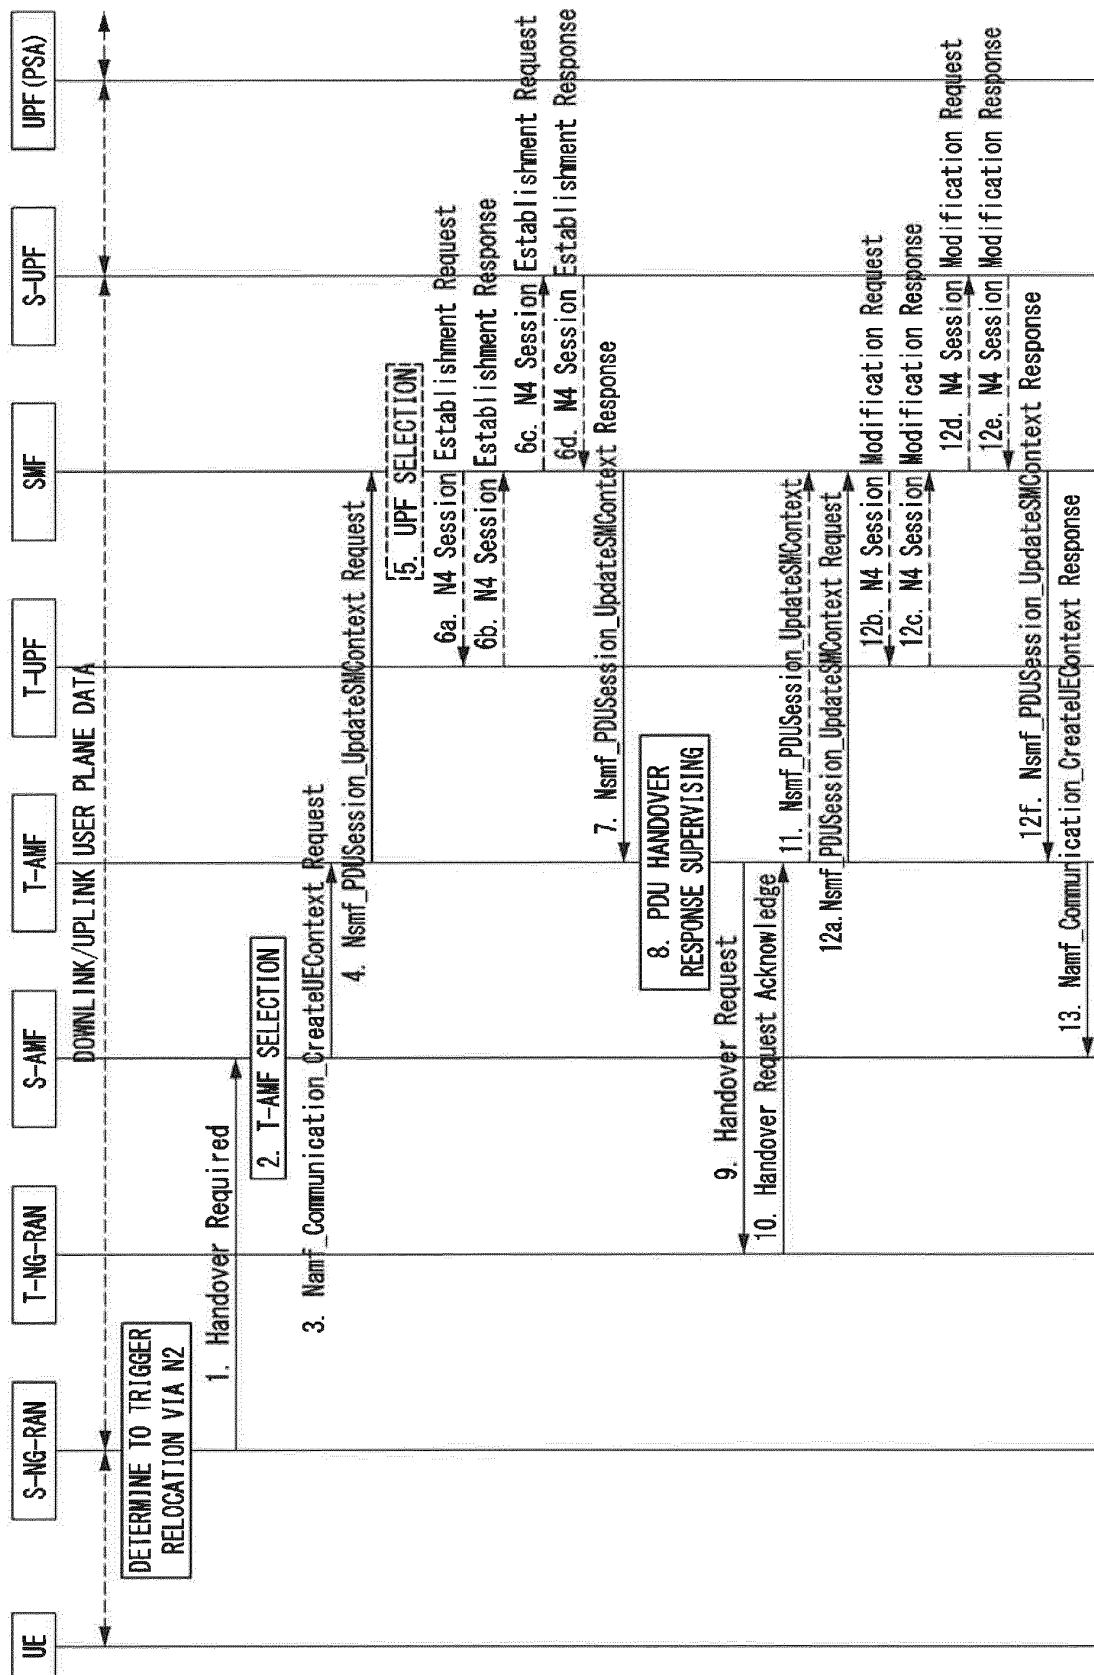 UE
S-NG-RAN
T-NG-RAN
S-AMF
T-AMF
T-UPF
SMF
S-UPF
UPF(PSA)
DOWNLINK/UPLINK USER PLANE DATA
DETERMINE TO TRIGGER
RELOCATION VIA N2
1. Handover Required
2. T-AMF SELECTION
3. Namf_Communication_CreateUEContext Request
4. Nsmf_PDUSession_UpdateSMContext Request
5. UPF SELECTION
6a. N4 Session Establishment Request
6b. N4 Session Establishment Response
6c. N4 Session Establishment Request
6d. N4 Session Establishment Response
7. Nsmf_PDUSession_UpdateSMContext Response
8. PDU HANDOVER
RESPONSE SUPERVISING
9. Handover Request
10. Handover Request Acknowledge
11. Nsmf_PDUSession_UpdateSMContext
12a.Nsmf_PDUSession_UpdateSMContext Request
12b. N4 Session Modification Request
12c. N4 Session Modification Response
12d. N4 Session Modification Request
12e. N4 Session Modification Response
12f. Nsmf_PDUSession_UpdateSMContext Response
13. Namf_Communication_CreateUEContext Response